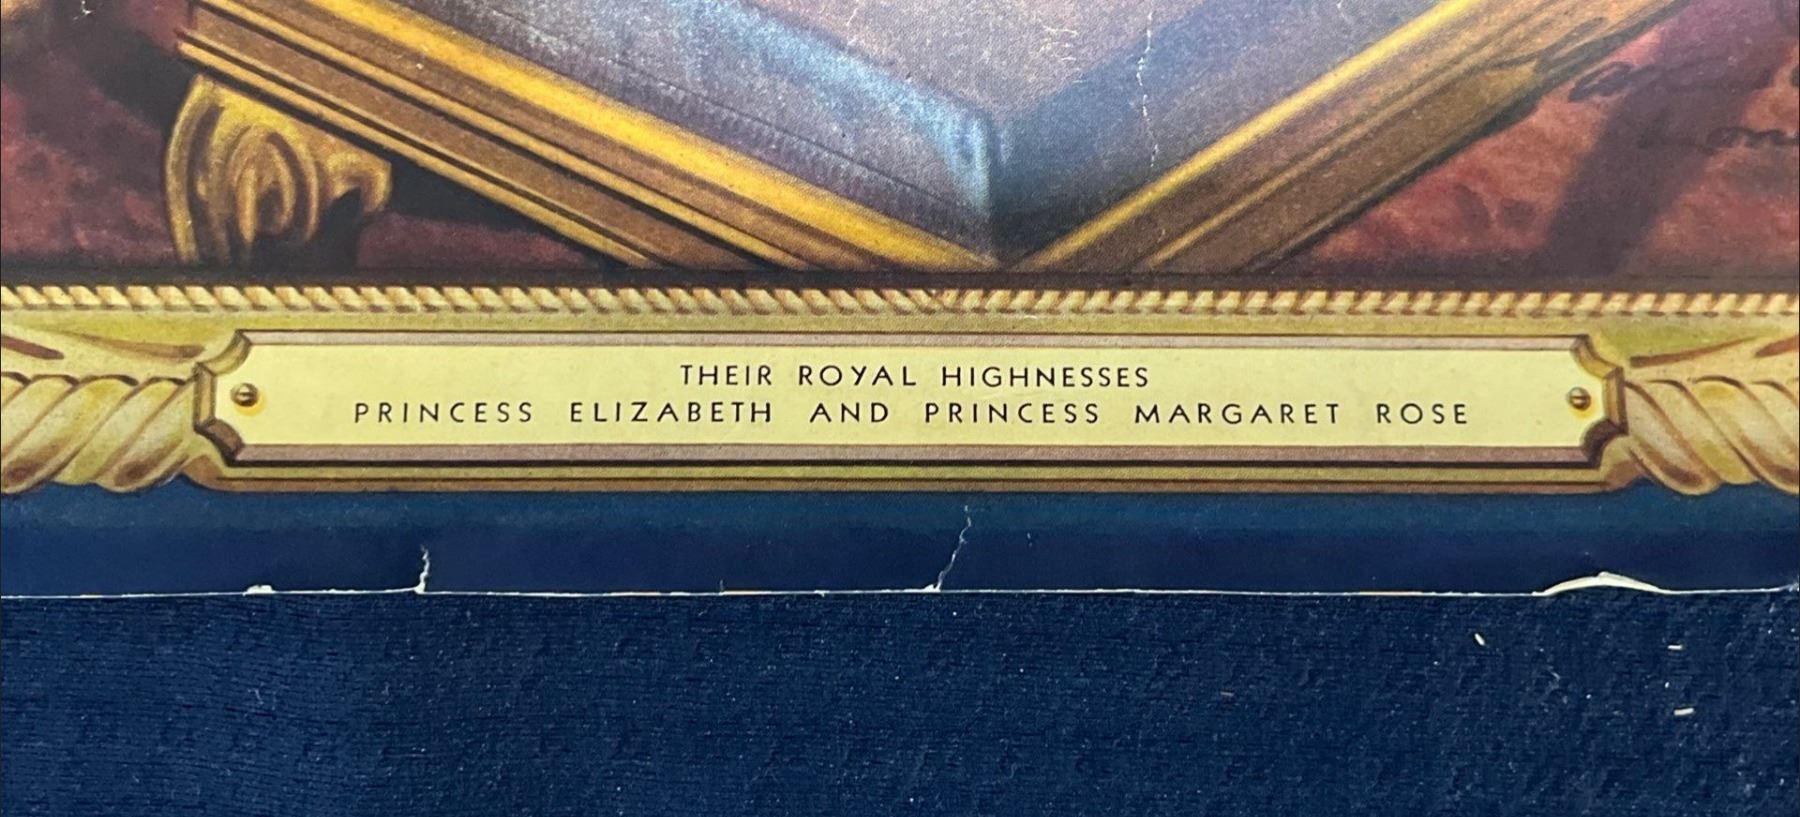 THEIR ROYAL HIGHNESSES
PRINCESS ELIZABETH AND PRINCESS MARGARET ROSE